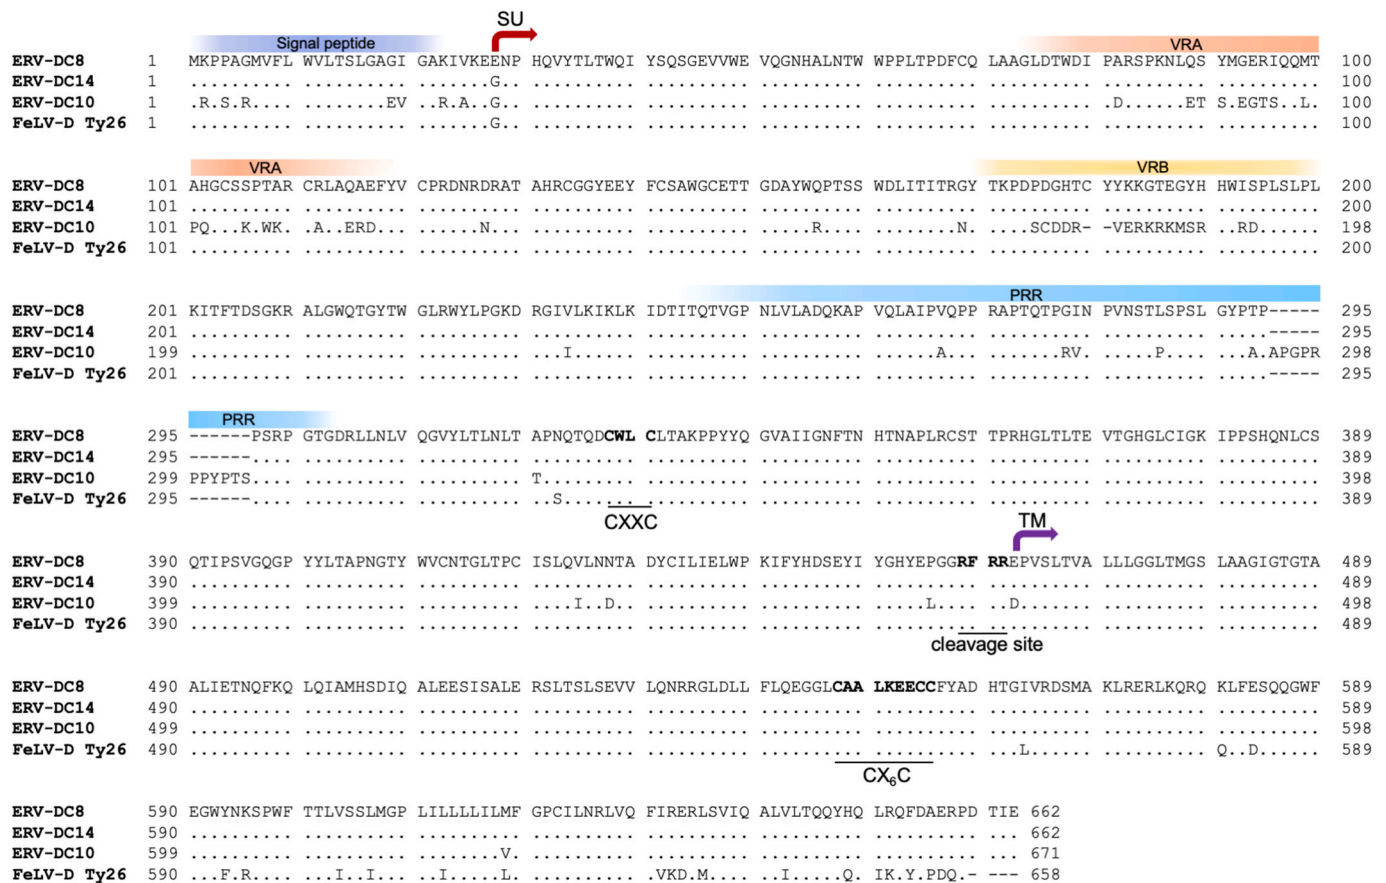 SU
Signal peptide VRA
ERV-DC8 1 MKPPAGMVFL WVLTSLGAGI GAKIVKEENP HQVYTLTWQI YSQSGEVVWE VQGNHALNTW WPPLTPDFCQ LAAGLDTWDI PARSPKNLQS YMGERIQQMT 100
ERV-DC14 1 .......... .......... .......G.. .......... .......... .......... .......... .......... .......... .......... 100
ERV-DC10 1 .R.S.R.... ........EV ..R.A..G.. .......... .......... .......... .......... .......... .D......ET S.EGTS..L. 100
FeLV-D Ty26 1 .......... .......... .......G.. .......... .......... .......... .......... .......... .......... .......... 100
VRA VRB
ERV-DC8 101 AHGCSSPTAR CRLAQAEFYV CPRDNRDRAT AHRCGGYEEY FCSAWGCETT GDAYWQPTSS WDLITITRGY TKPDPDGHTC YYKKGTEGYH HWISPLSLPL 200
ERV-DC14 101 .......... .......... .......... .......... .......... .......... .......... .......... .......... .......... 200
ERV-DC10 101 PQ...K.WK. .A..ERD... ......N... .......... .......... .....R.... ........N. ....SCDDR- -VERKRKMSR ..RD...... 198
FeLV-D Ty26 101 .......... .......... .......... .......... .......... .......... .......... .......... .......... .......... 200
PRR
ERV-DC8 201 KITFTDSGKR ALGWQTGYTW GLRWYLPGKD RGIVLKIKLK IDTITQTVGP NLVLADQKAP VQLAIPVQPP RAPTQTPGIN PVNSTLSPSL GYPTP----- 295
ERV-DC14 201 .......... .......... .......... .......... .......... .......... .......... .......... .......... .....----- 295
ERV-DC10 199 .......... .......... .......... ...I...... .......... .......... ......A... .......RV. .....P.... ...A.APGPR 298
FeLV-D Ty26 201 .......... .......... .......... .......... .......... .......... .......... .......... .......... .....----- 295
PRR
ERV-DC8 295 ------PSRP GTGDRLLNLV QGVYLTLNLT APNQTQDCWL CLTAKPPYYQ GVAIIGNFTN HTNAPLRCST TPRHGLTLTE VTGHGLCIGK IPPSHQNLCS 389
ERV-DC14 295 ------.... .......... .......... .......... .......... .......... .......... .......... .......... .......... 389
ERV-DC10 299 PPYPTS.... .......... .......... T......... .......... .......... .......... .......... .......... .......... 398
FeLV-D Ty26 295 ------.... .......... .......... ..S....... .......... .......... .......... .......... .......... .......... 389
CXXC
TM
ERV-DC8 390 QTIPSVGQGP YYLTAPNGTY WVCNTGLTPC ISLQVLNNTA DYCILIELWP KIFYHDSEYI YGHYEPGGRF RREPVSLTVA LLLGGLTMGS LAAGIGTGTA 489
ERV-DC14 390 .......... .......... .......... .......... .......... .......... .......... .......... .......... .......... 489
ERV-DC10 399 .......... .......... .......... ....I..D.. .......... .......... .....L.... ..D....... .......... .......... 498
FeLV-D Ty26 390 .......... .......... .......... .......... .......... .......... .......... .......... .......... .......... 489
cleavage site
ERV-DC8 490 ALIETNQFKQ LQIAMHSDIQ ALEESISALE RSLTSLSEVV LQNRRGLDLL FLQEGGLCAA LKEECCFYAD HTGIVRDSMA KLRERLKQRQ KLFESQQGWF 589
ERV-DC14 490 .......... .......... .......... .......... .......... .......... .......... .......... .......... .......... 589
ERV-DC10 499 .......... .......... .......... .......... .......... .......... .......... .......... .......... .......... 598
FeLV-D Ty26 490 .......... .......... .......... .......... .......... .......... .......... ...L...... .......... Q..D...... 589
CX₆C
ERV-DC8 590 EGWYNKSPWF TTLVSSLMGP LILLLLILMF GPCILNRLVQ FIRERLSVIQ ALVLTQQYHQ LRQFDAERPD TIE 662
ERV-DC14 590 .......... .......... .......... .......... .......... .......... .......... ... 662
ERV-DC10 599 .......... .......... ........V. .......... .......... .......... .......... ... 671
FeLV-D Ty26 590 ...F.R.... ...I..I... ..I.....L. .......... .VKD.M.... ..I.....Q. IK.Y.PDQ.- --- 658